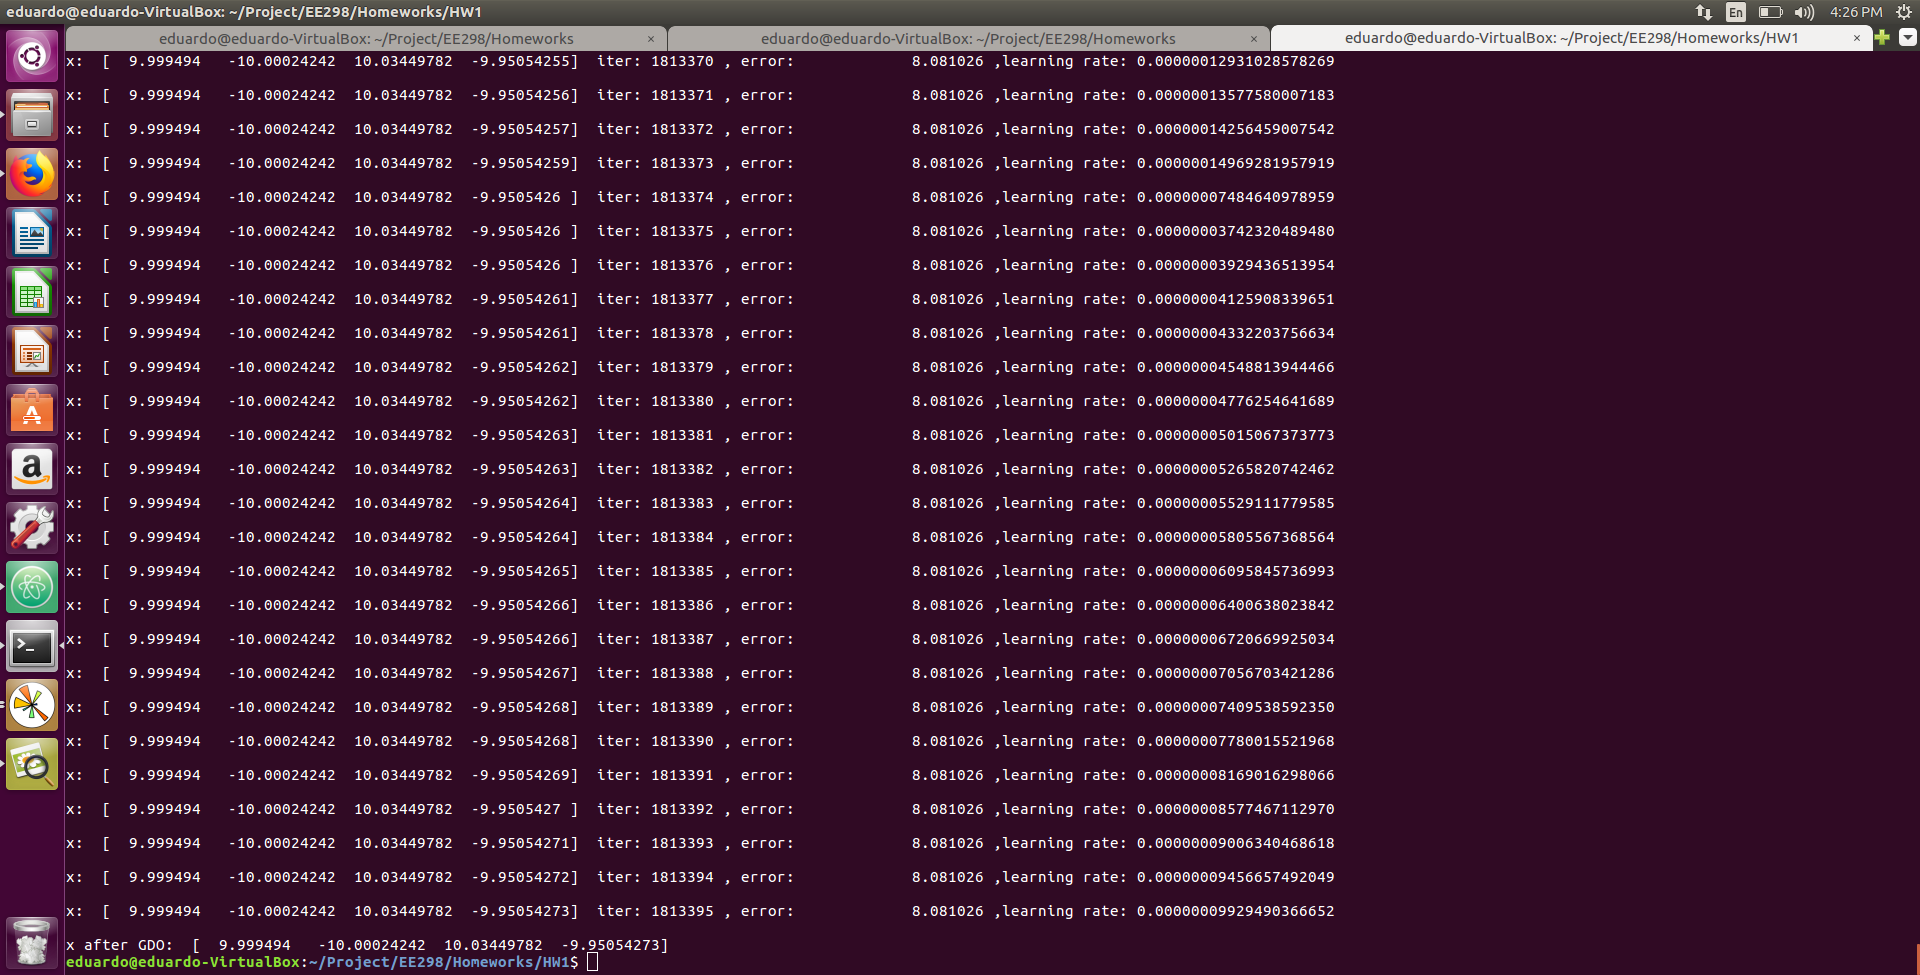 eduardo@eduardo-VirtualBox: ~/Project/EE298/Homeworks/HW1
En
4:26 PM
eduardo@eduardo-VirtualBox: ~/Project/EE298/Homeworks ×
eduardo@eduardo-VirtualBox: ~/Project/EE298/Homeworks ×
eduardo@eduardo-VirtualBox: ~/Project/EE298/Homeworks/HW1 ×
x:  [  9.999494   -10.00024242  10.03449782  -9.95054255]  iter: 1813370 , error:             8.081026 ,learning rate: 0.00000012931028578269
x:  [  9.999494   -10.00024242  10.03449782  -9.95054256]  iter: 1813371 , error:             8.081026 ,learning rate: 0.00000013577580007183
x:  [  9.999494   -10.00024242  10.03449782  -9.95054257]  iter: 1813372 , error:             8.081026 ,learning rate: 0.00000014256459007542
x:  [  9.999494   -10.00024242  10.03449782  -9.95054259]  iter: 1813373 , error:             8.081026 ,learning rate: 0.00000014969281957919
x:  [  9.999494   -10.00024242  10.03449782  -9.9505426 ]  iter: 1813374 , error:             8.081026 ,learning rate: 0.00000007484640978959
x:  [  9.999494   -10.00024242  10.03449782  -9.9505426 ]  iter: 1813375 , error:             8.081026 ,learning rate: 0.00000003742320489480
x:  [  9.999494   -10.00024242  10.03449782  -9.9505426 ]  iter: 1813376 , error:             8.081026 ,learning rate: 0.00000003929436513954
x:  [  9.999494   -10.00024242  10.03449782  -9.95054261]  iter: 1813377 , error:             8.081026 ,learning rate: 0.00000004125908339651
x:  [  9.999494   -10.00024242  10.03449782  -9.95054261]  iter: 1813378 , error:             8.081026 ,learning rate: 0.00000004332203756634
x:  [  9.999494   -10.00024242  10.03449782  -9.95054262]  iter: 1813379 , error:             8.081026 ,learning rate: 0.00000004548813944466
x:  [  9.999494   -10.00024242  10.03449782  -9.95054262]  iter: 1813380 , error:             8.081026 ,learning rate: 0.00000004776254641689
x:  [  9.999494   -10.00024242  10.03449782  -9.95054263]  iter: 1813381 , error:             8.081026 ,learning rate: 0.00000005015067373773
x:  [  9.999494   -10.00024242  10.03449782  -9.95054263]  iter: 1813382 , error:             8.081026 ,learning rate: 0.00000005265820742462
x:  [  9.999494   -10.00024242  10.03449782  -9.95054264]  iter: 1813383 , error:             8.081026 ,learning rate: 0.00000005529111779585
x:  [  9.999494   -10.00024242  10.03449782  -9.95054264]  iter: 1813384 , error:             8.081026 ,learning rate: 0.00000005805567368564
x:  [  9.999494   -10.00024242  10.03449782  -9.95054265]  iter: 1813385 , error:             8.081026 ,learning rate: 0.00000006095845736993
x:  [  9.999494   -10.00024242  10.03449782  -9.95054266]  iter: 1813386 , error:             8.081026 ,learning rate: 0.00000006400638023842
x:  [  9.999494   -10.00024242  10.03449782  -9.95054266]  iter: 1813387 , error:             8.081026 ,learning rate: 0.00000006720669925034
x:  [  9.999494   -10.00024242  10.03449782  -9.95054267]  iter: 1813388 , error:             8.081026 ,learning rate: 0.00000007056703421286
x:  [  9.999494   -10.00024242  10.03449782  -9.95054268]  iter: 1813389 , error:             8.081026 ,learning rate: 0.00000007409538592350
x:  [  9.999494   -10.00024242  10.03449782  -9.95054268]  iter: 1813390 , error:             8.081026 ,learning rate: 0.00000007780015521968
x:  [  9.999494   -10.00024242  10.03449782  -9.95054269]  iter: 1813391 , error:             8.081026 ,learning rate: 0.00000008169016298066
x:  [  9.999494   -10.00024242  10.03449782  -9.9505427 ]  iter: 1813392 , error:             8.081026 ,learning rate: 0.00000008577467112970
x:  [  9.999494   -10.00024242  10.03449782  -9.95054271]  iter: 1813393 , error:             8.081026 ,learning rate: 0.00000009006340468618
x:  [  9.999494   -10.00024242  10.03449782  -9.95054272]  iter: 1813394 , error:             8.081026 ,learning rate: 0.00000009456657492049
x:  [  9.999494   -10.00024242  10.03449782  -9.95054273]  iter: 1813395 , error:             8.081026 ,learning rate: 0.00000009929490366652
x after GDO:  [  9.999494   -10.00024242  10.03449782  -9.95054273]
eduardo@eduardo-VirtualBox:~/Project/EE298/Homeworks/HW1$